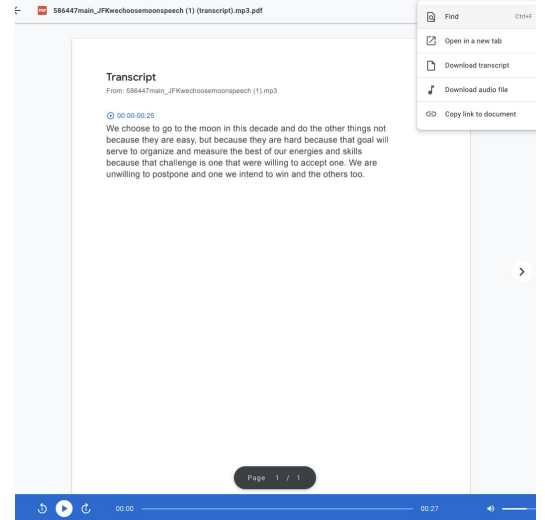 PDF 586447main_JFKwechoosemoonspeech (1) (transcript).mp3.pdf
Find Ctrl+F
Open in a new tab
Download transcript
Download audio file
Copy link to document
Transcript
From: 586447main_JFKwechoosemoonspeech (1).mp3
00:00-00:25
We choose to go to the moon in this decade and do the other things not
because they are easy, but because they are hard because that goal will
serve to organize and measure the best of our energies and skills
because that challenge is one that were willing to accept one. We are
unwilling to postpone and one we intend to win and the others too.
Page 1 / 1
5 00:00 00:27